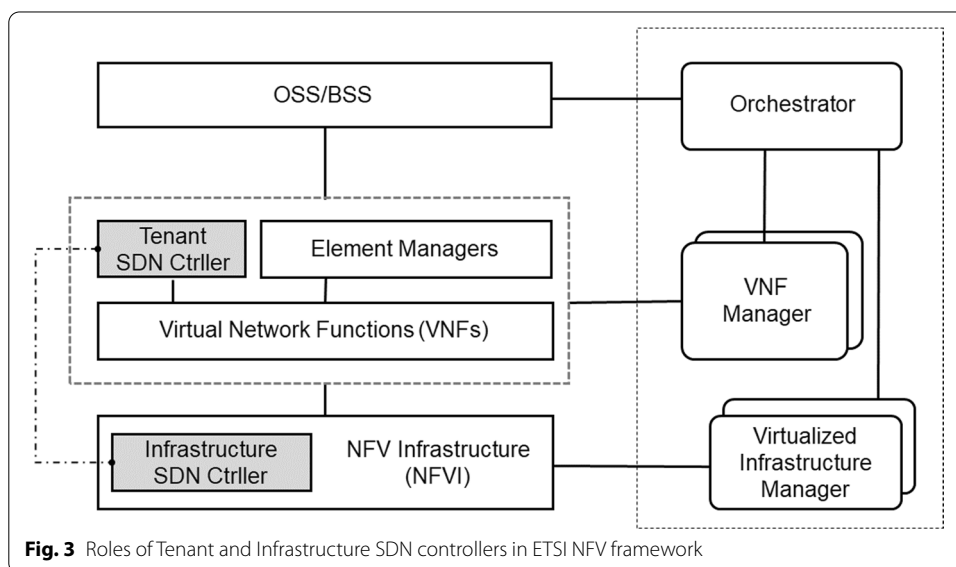 OSS/BSS
Orchestrator
Tenant
SDN Ctrller
Element Managers
Virtual Network Functions (VNFs)
VNF
Manager
Infrastructure
SDN Ctrller
NFV Infrastructure
(NFVI)
Virtualized
Infrastructure
Manager
Fig. 3 Roles of Tenant and Infrastructure SDN controllers in ETSI NFV framework